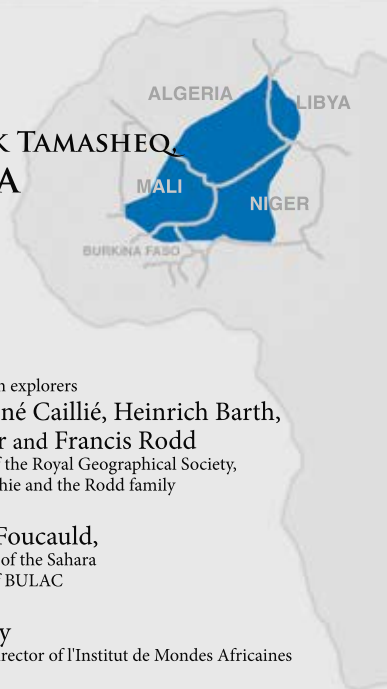 ALGERIA
LIBYA
K TAMASHEQ,
A
MALI
NIGER
BURKINA FASO
n explorers
né Caillié, Heinrich Barth,
r and Francis Rodd
f the Royal Geographical Society,
hie and the Rodd family
Foucauld,
of the Sahara
f BULAC
y
rector of l'Institut de Mondes Africaines